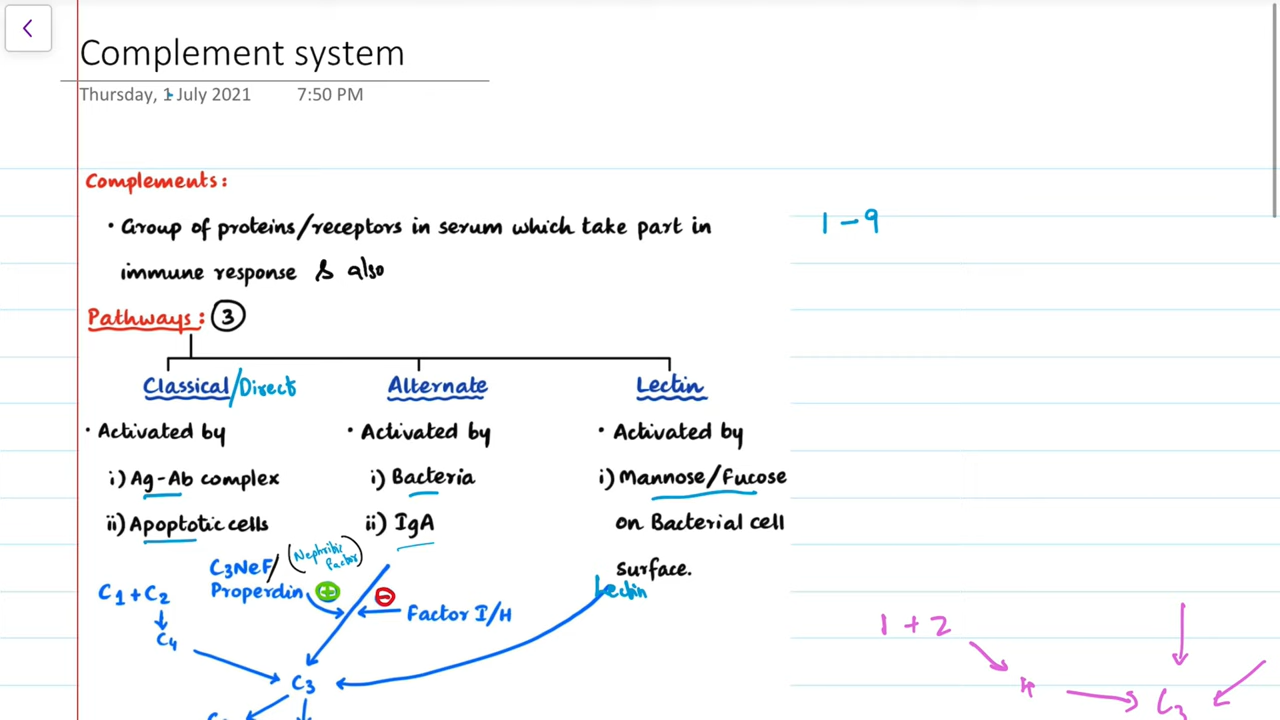 Complement system
Thursday, 1 July 2021 7:50 PM
Complements:
• Group of proteins/receptors in serum which take part in
immune response & also
1 – 9
Pathways: 3
Classical/Direct Alternate Lectin
• Activated by • Activated by • Activated by
i) Ag-Ab complex i) Bacteria i) Mannose/Fucose
ii) Apoptotic cells ii) IgA on Bacterial cell
surface.
C3NeF/ (Nephritic Factor)
Properdin + – Factor I/H
Lectin
C1 + C2
C4
C3
1 + 2
4
C3